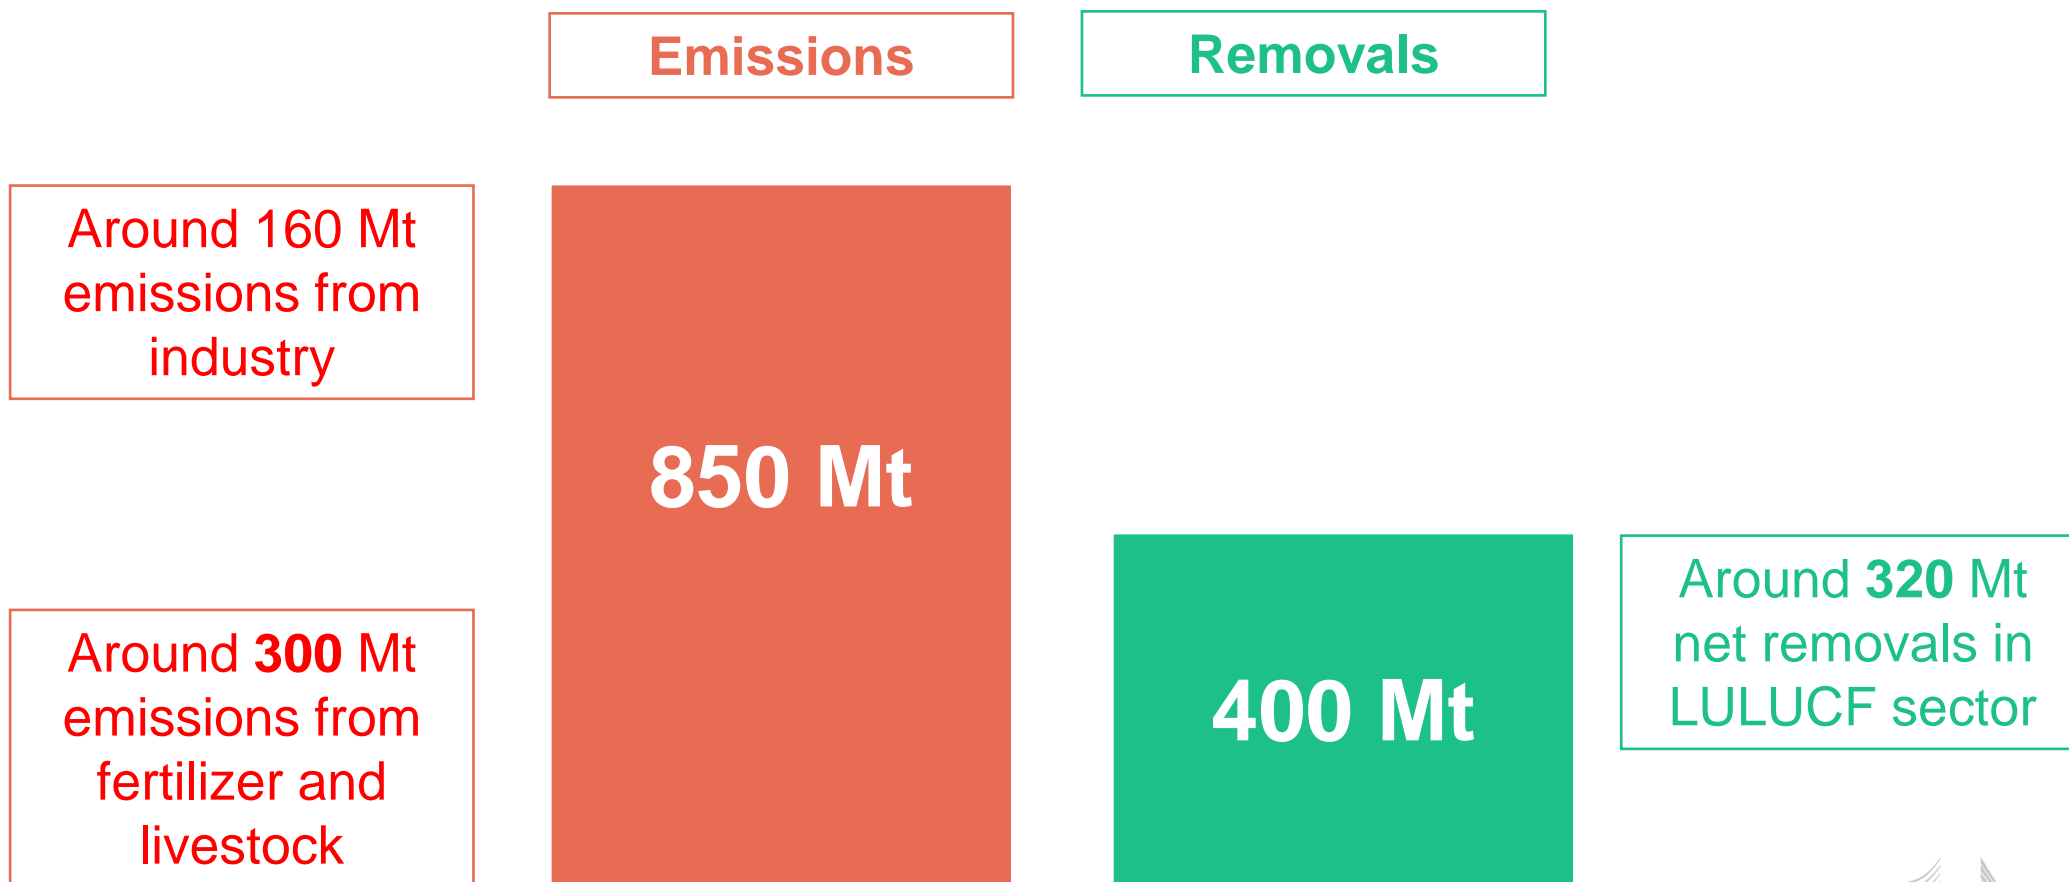 Emissions
Removals
Around 160 Mt
emissions from
industry
850 Mt
Around 300 Mt
emissions from
fertilizer and
livestock
400 Mt
Around 320 Mt
net removals in
LULUCF sector